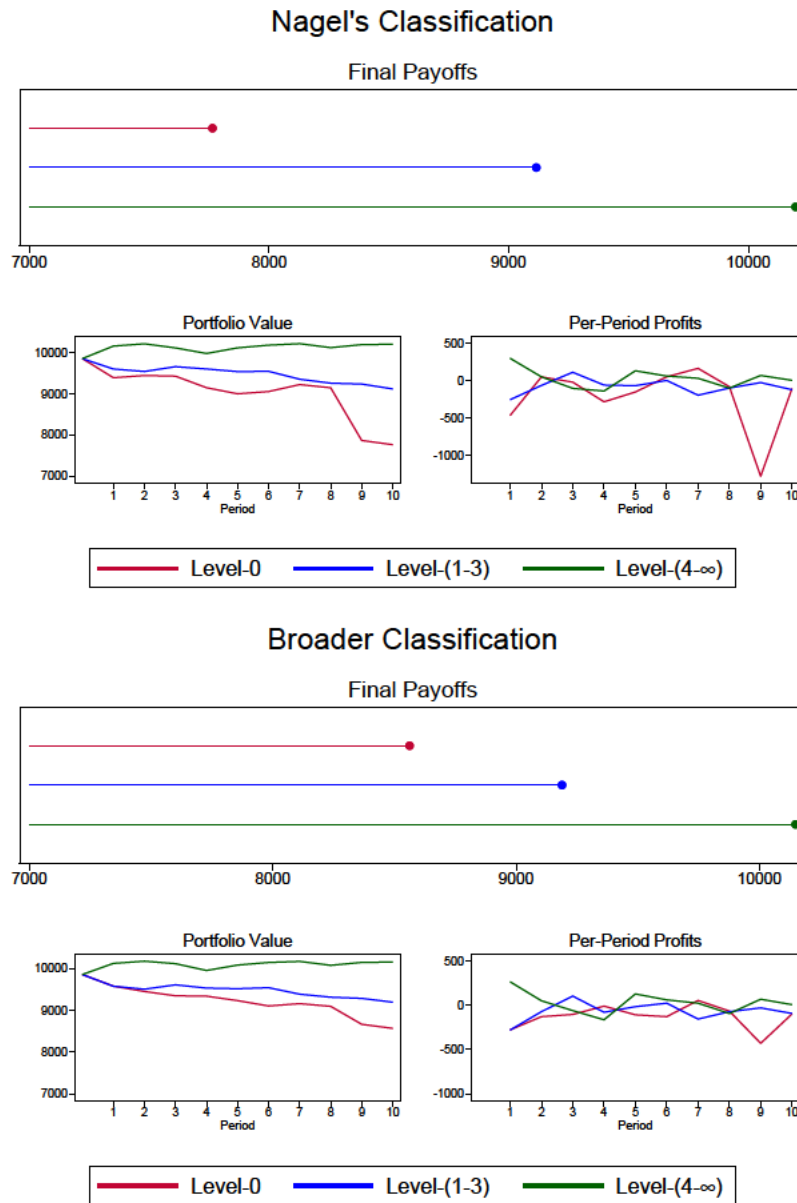 Nagel's Classification
Final Payoffs
7000 8000 9000 10000
Portfolio Value
10000
9000
8000
7000
1 2 3 4 5 6 7 8 9 10
Period
Per-Period Profits
500
0
-500
-1000
1 2 3 4 5 6 7 8 9 10
Period
Level-0 Level-(1-3) Level-(4-∞)
Broader Classification
Final Payoffs
7000 8000 9000 10000
Portfolio Value
10000
9000
8000
7000
1 2 3 4 5 6 7 8 9 10
Period
Per-Period Profits
500
0
-500
-1000
1 2 3 4 5 6 7 8 9 10
Period
Level-0 Level-(1-3) Level-(4-∞)